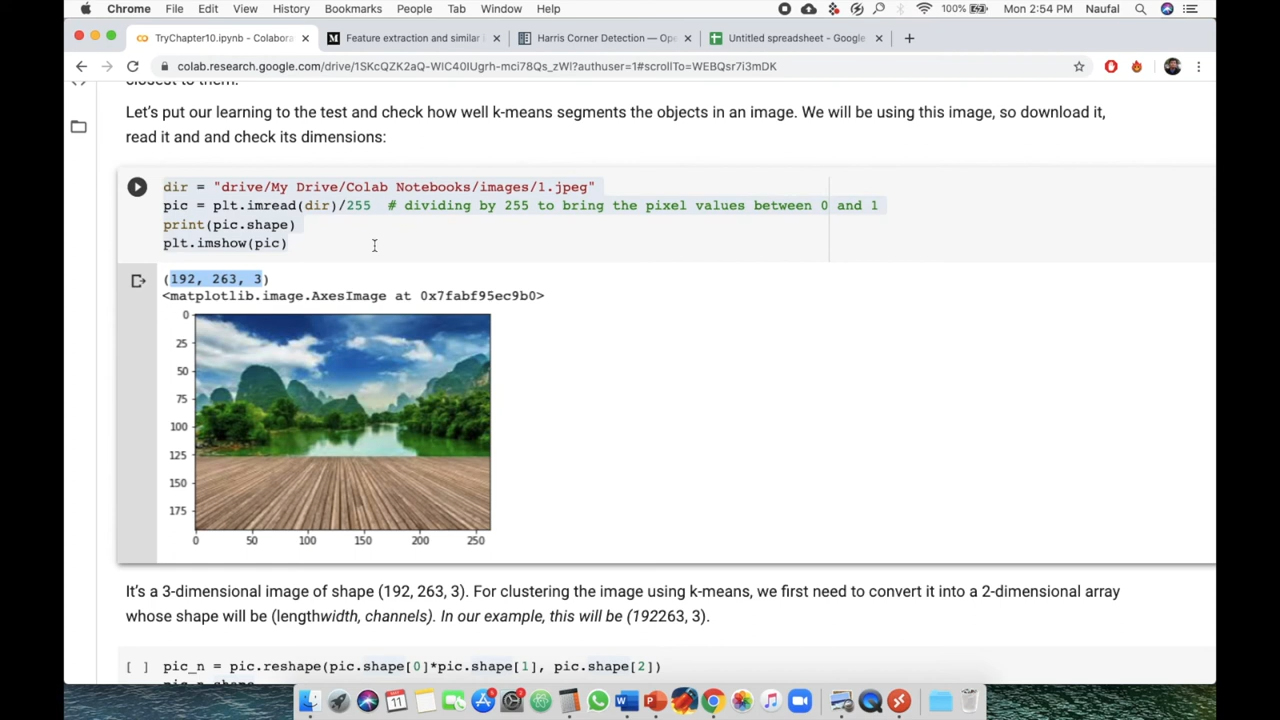 Chrome File Edit View History Bookmarks People Tab Window Help 100% Mon 2:54 PM Naufal
TryChapter10.ipynb - Colabora Feature extraction and similar i Harris Corner Detection — Ope Untitled spreadsheet - Google
colab.research.google.com/drive/1SKcQZK2aQ-WlC40IUgrh-mci78Qs_zWl?authuser=1#scrollTo=WEBQsr7i3mDK
closest to them.
Let's put our learning to the test and check how well k-means segments the objects in an image. We will be using this image, so download it,
read it and and check its dimensions:
dir = "drive/My Drive/Colab Notebooks/images/1.jpeg"
pic = plt.imread(dir)/255 # dividing by 255 to bring the pixel values between 0 and 1
print(pic.shape)
plt.imshow(pic)
(192, 263, 3)
<matplotlib.image.AxesImage at 0x7fabf95ec9b0>
0
25
50
75
100
125
150
175
0 50 100 150 200 250
It's a 3-dimensional image of shape (192, 263, 3). For clustering the image using k-means, we first need to convert it into a 2-dimensional array
whose shape will be (lengthwidth, channels). In our example, this will be (192263, 3).
[ ] pic_n = pic.reshape(pic.shape[0]*pic.shape[1], pic.shape[2])
pic_n.shape